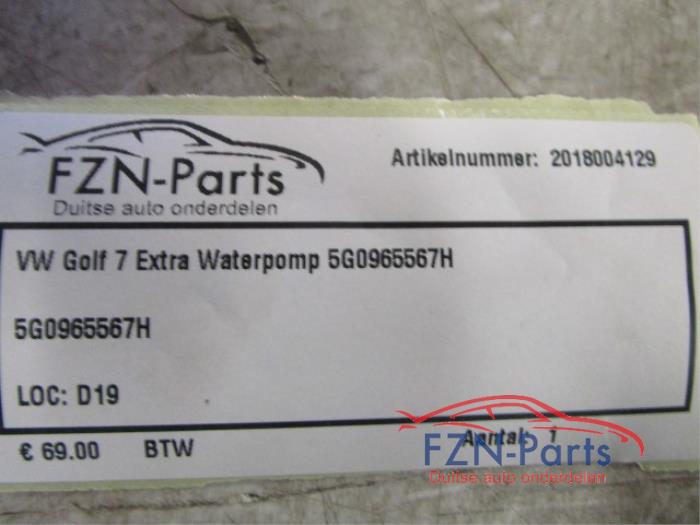 FZN-Parts
Duitse auto onderdelen
Artikelnummer: 2018004129
VW Golf 7 Extra Waterpomp 5G0965567H
5G0965567H
LOC: D19
€ 69.00 BTW
Aantal: 1
FZN-Parts
Duitse auto onderdelen